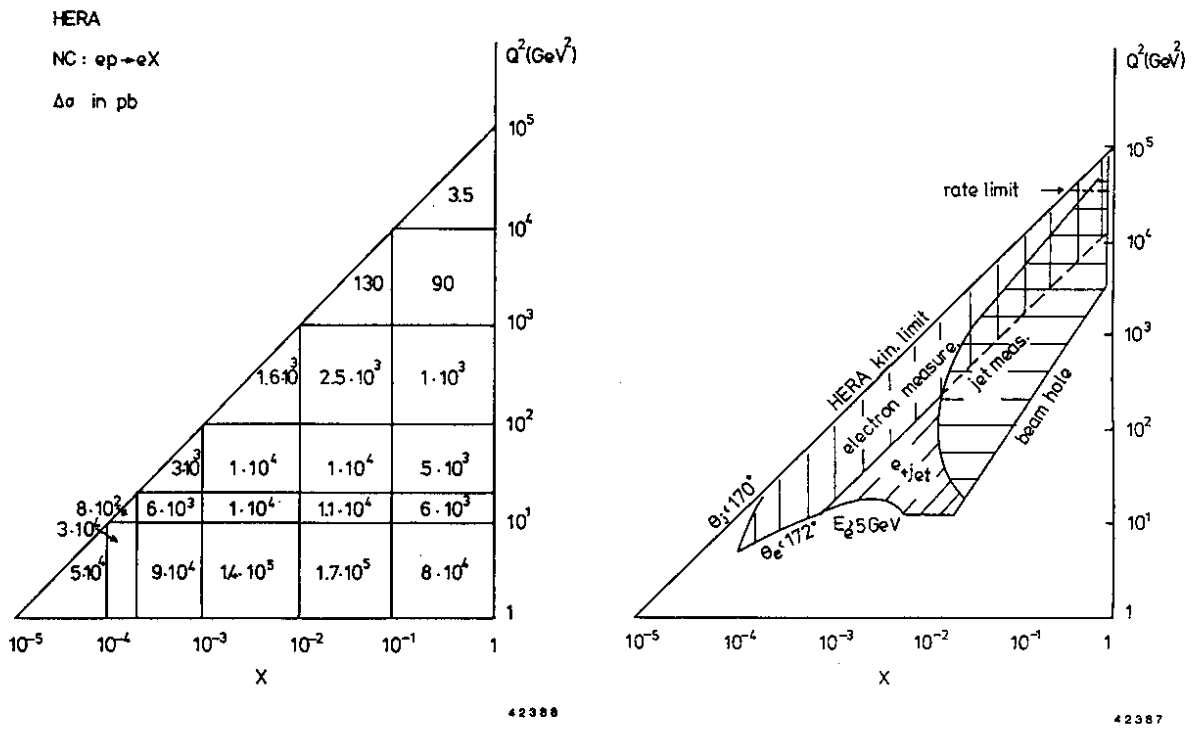 HERA
NC: ep→eX
Δσ in pb
Q²(GeV²)
10⁵
3.5
10⁴
130 90
10³
1.6·10³ 2.5·10³ 1·10³
10²
3·10³ 1·10⁴ 1·10⁴ 5·10³
8·10² 6·10³ 1·10⁴ 1.1·10⁴ 6·10³
10¹
3·10⁴
5·10⁴ 9·10⁴ 1.4·10⁵ 1.7·10⁵ 8·10⁴
1
10⁻⁵ 10⁻⁴ 10⁻³ 10⁻² 10⁻¹ 1
X
42388
Q²(GeV²)
10⁵
rate limit
10⁴
10³
HERA kin. limit
electron measure.
jet meas.
beam hole
10²
e+jet
θj<170°
10¹
θe<172°
Ee>5GeV
1
10⁻⁵ 10⁻⁴ 10⁻³ 10⁻² 10⁻¹ 1
X
42387